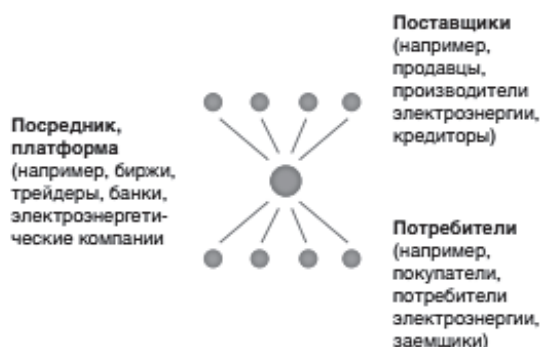 Поставщики
(например,
продавцы,
производители
электроэнергии,
кредиторы)
Посредник,
платформа
(например, биржи,
трейдеры, банки,
электроэнергети-
ческие компании
Потребители
(например,
покупатели,
потребители
электроэнергии,
заемщики)